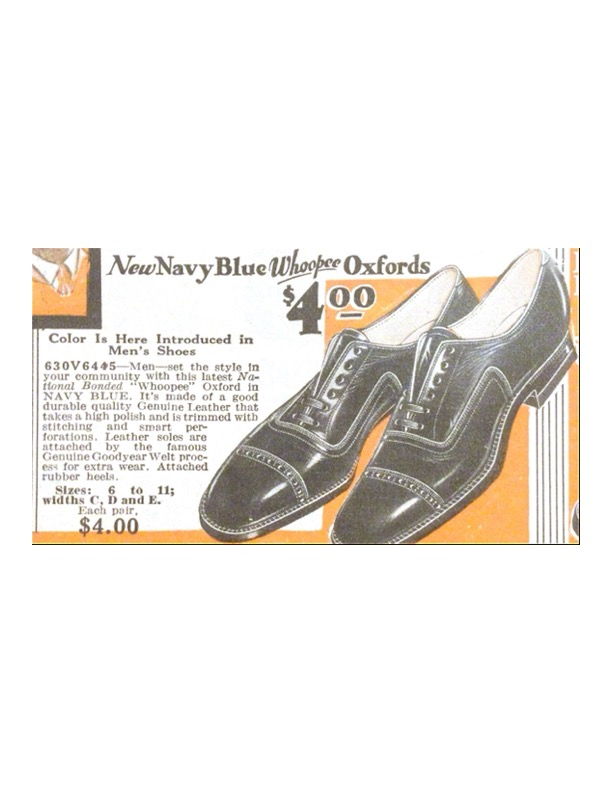 New Navy Blue Whoopee Oxfords
$4.00
Color Is Here Introduced in
Men's Shoes
630V6445—Men—set the style in
your community with this latest Na-
tional Bonded "Whoopee" Oxford in
NAVY BLUE. It's made of a good
durable quality Genuine Leather that
takes a high polish and is trimmed with
stitching and smart per-
forations. Leather soles are
attached by the famous
Genuine Goodyear Welt proc-
ess for extra wear. Attached
rubber heels.
Sizes: 6 to 11;
widths C, D and E.
Each pair,
$4.00